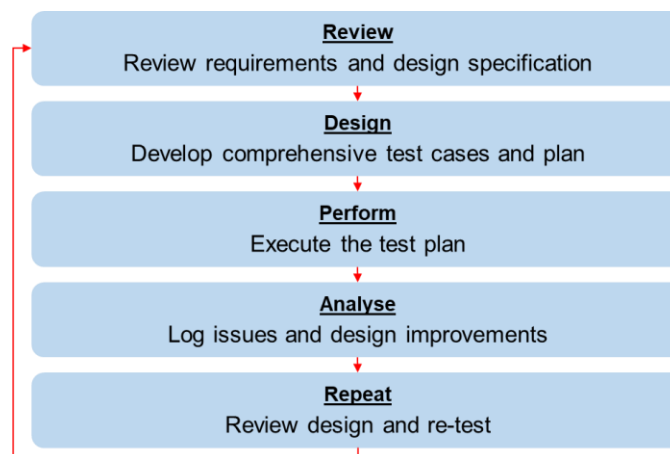 Review
Review requirements and design specification
Design
Develop comprehensive test cases and plan
Perform
Execute the test plan
Analyse
Log issues and design improvements
Repeat
Review design and re-test